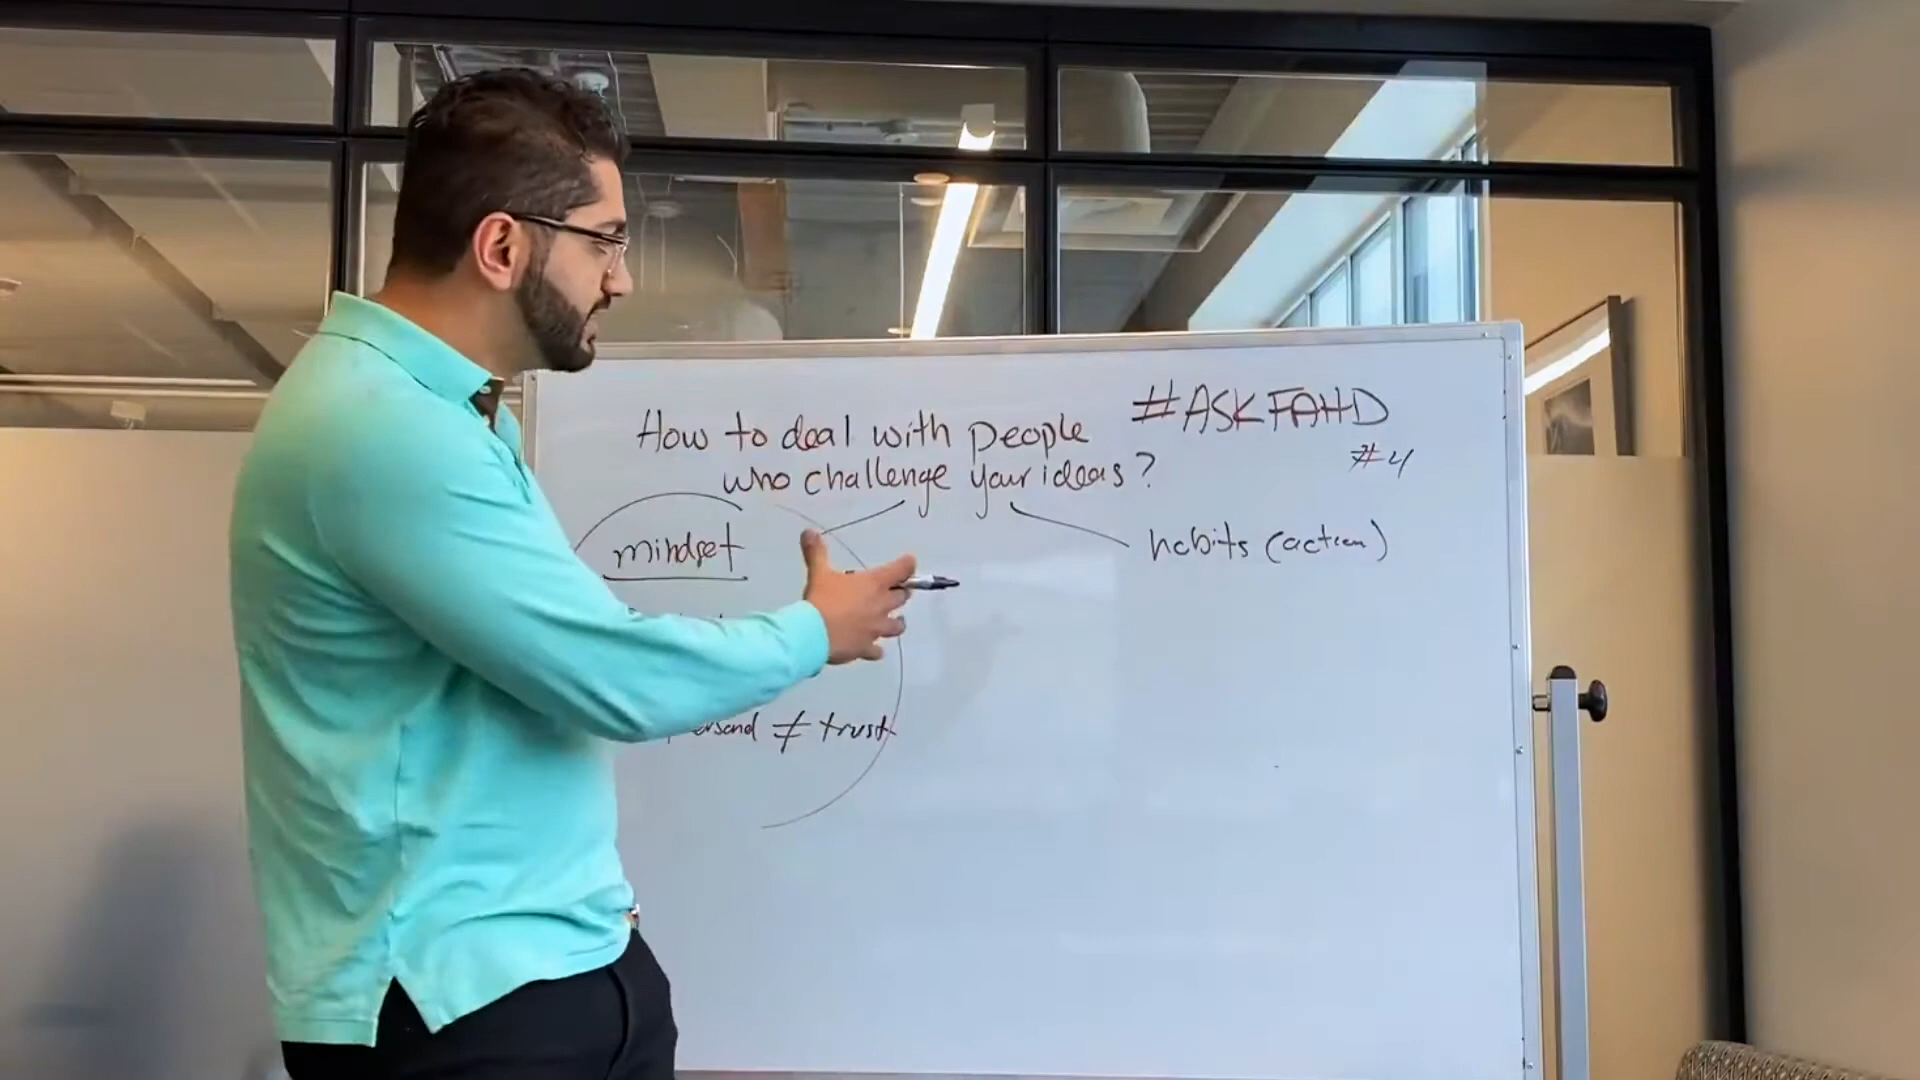 How to deal with people
who challenge your ideas?
#ASKFAHD
#4
mindset
habits (action)
≠ trust